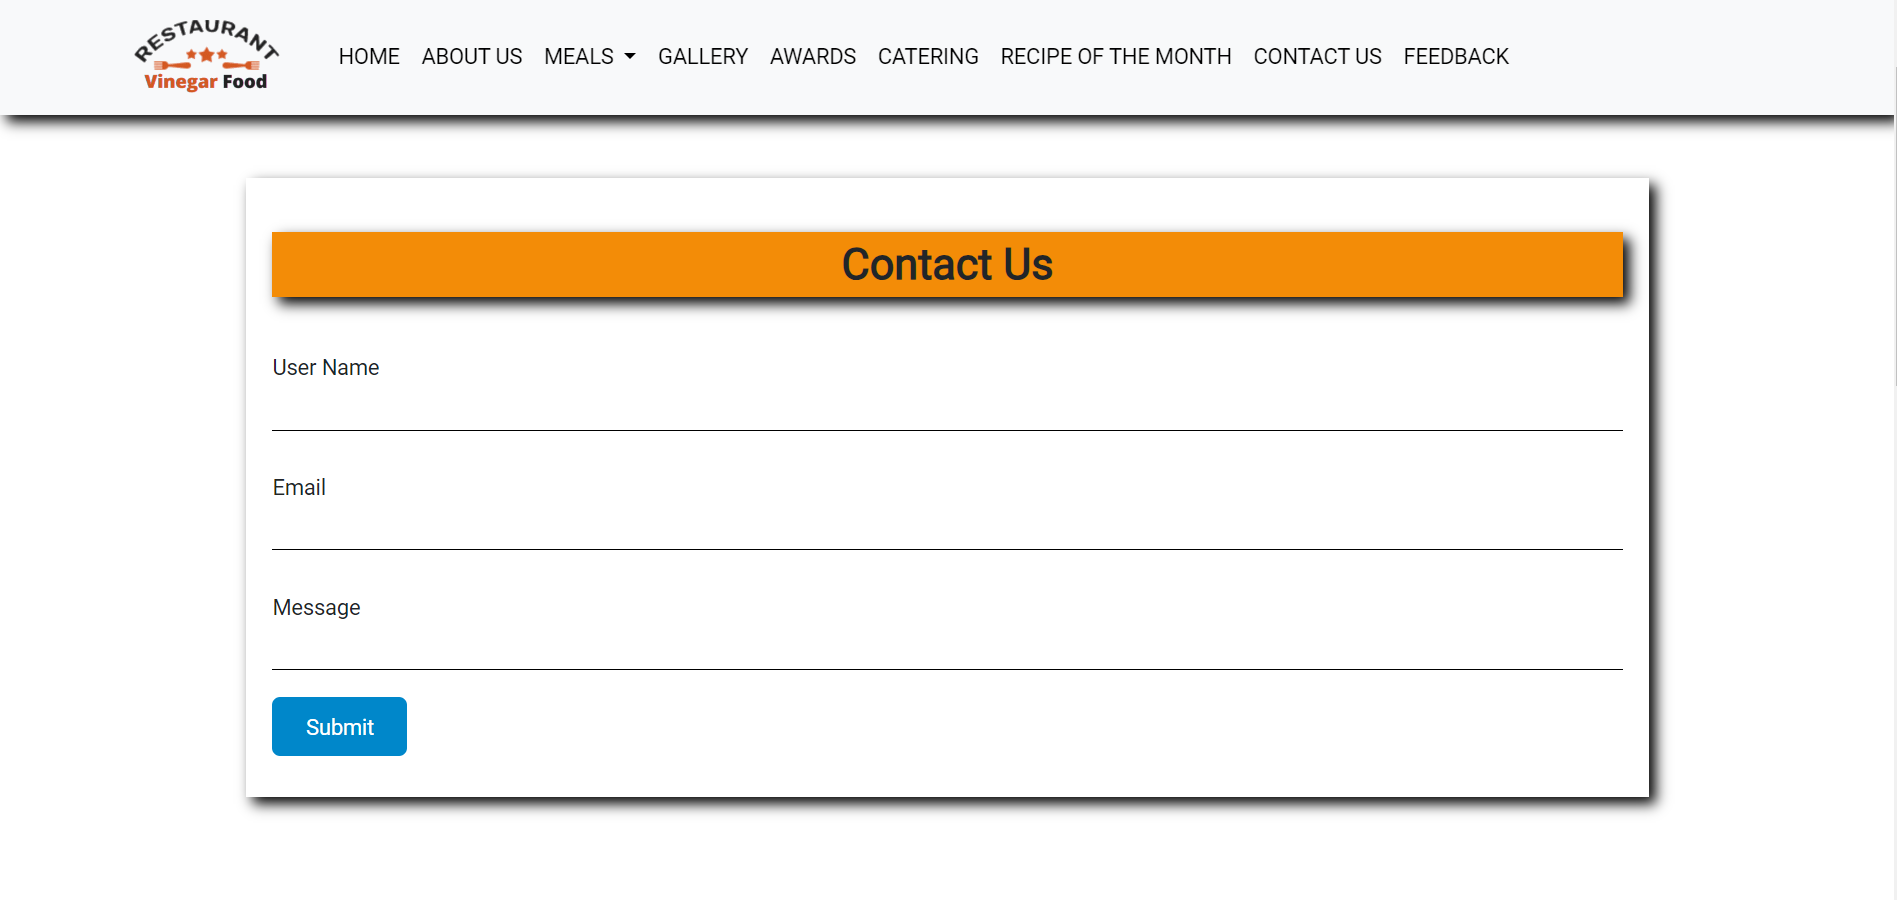 RESTAURANT
Vinegar Food
HOME ABOUT US MEALS GALLERY AWARDS CATERING RECIPE OF THE MONTH CONTACT US FEEDBACK
Contact Us
User Name
Email
Message
Submit